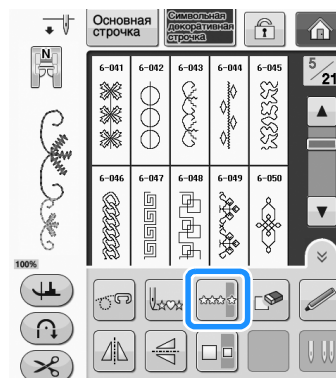 Основная
строчка
Символьная
декоративная
строчка
N
6-041 6-042 6-043 6-044 6-045
5/21
6-046 6-047 6-048 6-049 6-050
100%